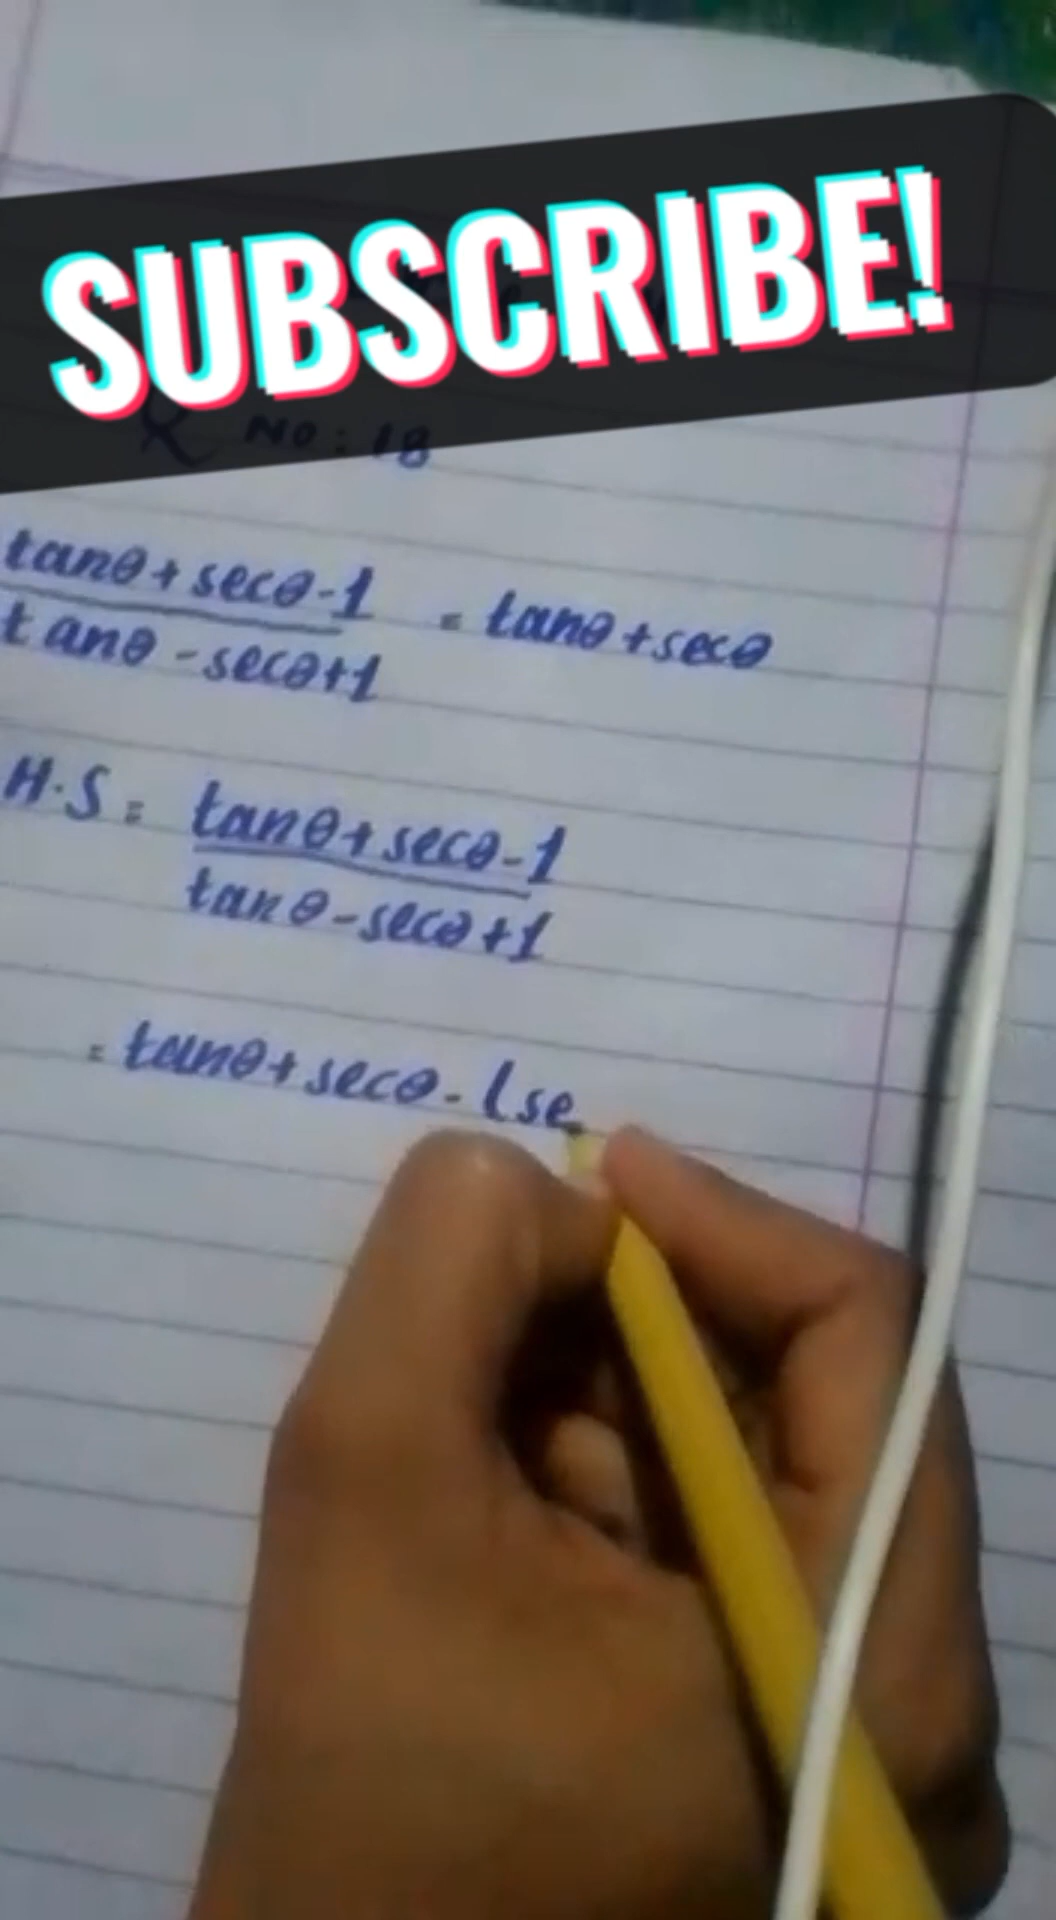 SUBSCRIBE!
No: 18
tanθ + secθ - 1 = tanθ + secθ
tanθ - secθ + 1
H.S = tanθ + secθ - 1
tanθ - secθ + 1
= tanθ + secθ - (se